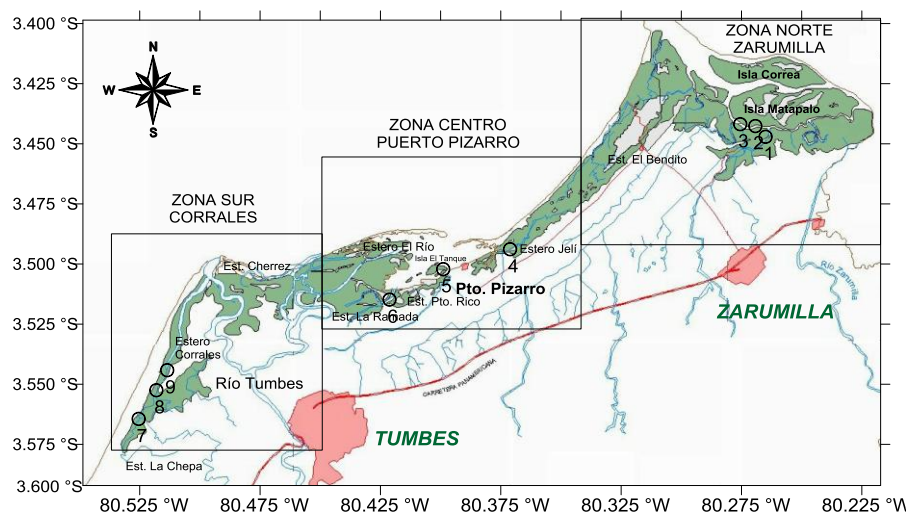 3.400 °S
3.425 °S
3.450 °S
3.475 °S
3.500 °S
3.525 °S
3.550 °S
3.575 °S
3.600 °S
N
W
E
S
ZONA NORTE
ZARUMILLA
Isla Correa
Isla Matapalo
3
2
1
Est. El Bendito
ZONA CENTRO
PUERTO PIZARRO
Estero El Río
Isla El Tanque
Estero Jelí
4
5
Pto. Pizarro
Est. Pto. Rico
6
Est. La Ramada
ZONA SUR
CORRALES
Est. Cherrez
Estero
Corrales
9
8
7
Río Tumbes
Est. La Chepa
Río Zarumilla
ZARUMILLA
CARRETERA PANAMERICANA
TUMBES
80.525 °W
80.475 °W
80.425 °W
80.375 °W
80.325 °W
80.275 °W
80.225 °W